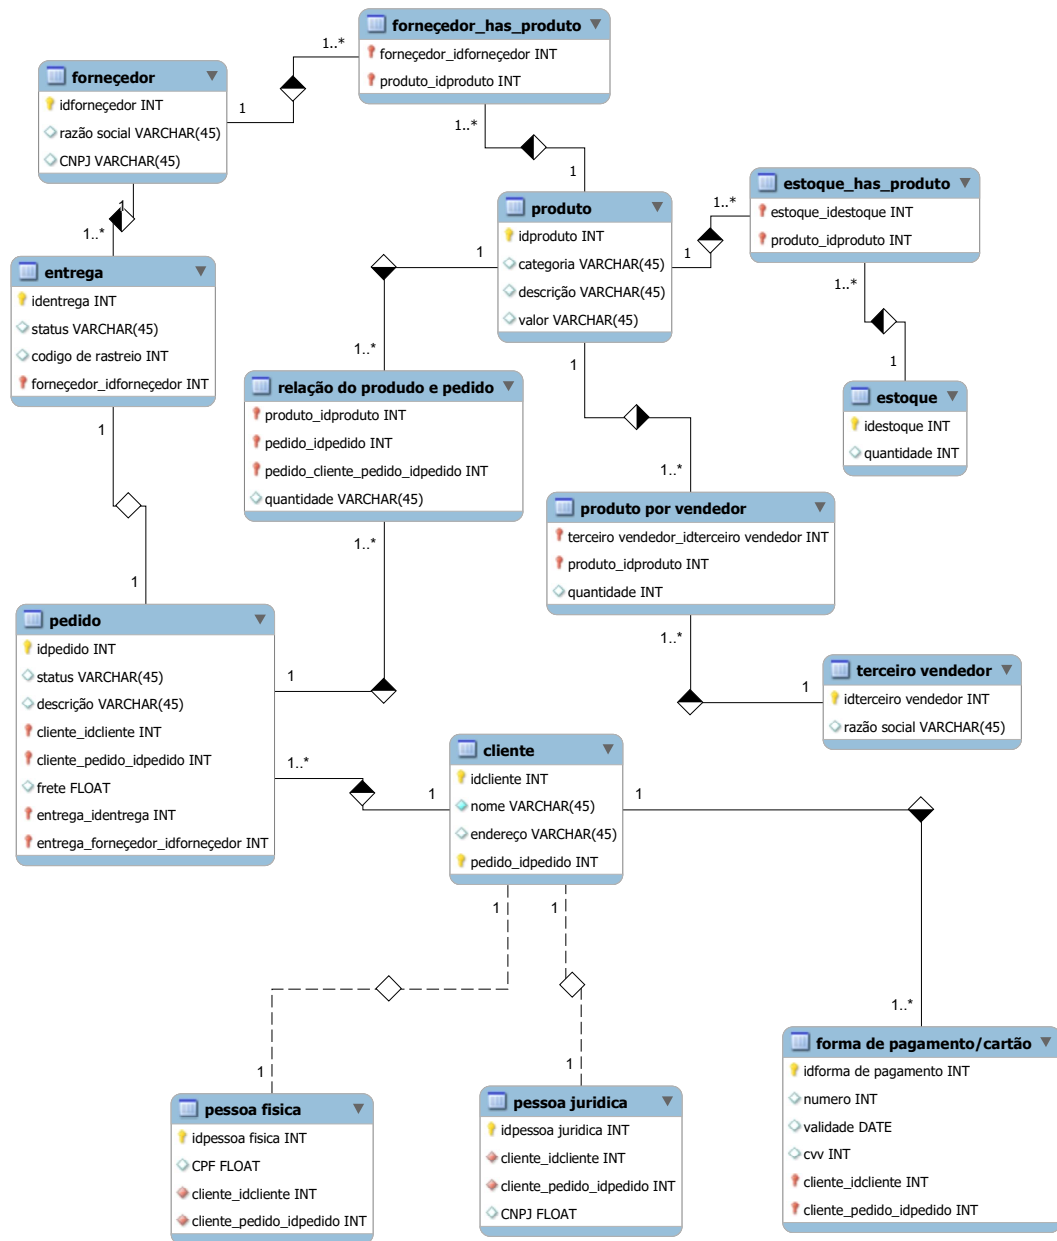 forneçedor_has_produto
forneçedor_idforneçedor INT
produto_idproduto INT
1..*
1
1..*
1
forneçedor
idforneçedor INT
razão social VARCHAR(45)
CNPJ VARCHAR(45)
1
1..*
produto
idproduto INT
categoria VARCHAR(45)
descrição VARCHAR(45)
valor VARCHAR(45)
1
1
1
1..*
estoque_has_produto
estoque_idestoque INT
produto_idproduto INT
1..*
1
entrega
identrega INT
status VARCHAR(45)
codigo de rastreio INT
forneçedor_idforneçedor INT
1
1
1..*
relação do produdo e pedido
produto_idproduto INT
pedido_idpedido INT
pedido_cliente_pedido_idpedido INT
quantidade VARCHAR(45)
1..*
1
estoque
idestoque INT
quantidade INT
1..*
produto por vendedor
terceiro vendedor_idterceiro vendedor INT
produto_idproduto INT
quantidade INT
1..*
1
terceiro vendedor
idterceiro vendedor INT
razão social VARCHAR(45)
pedido
idpedido INT
status VARCHAR(45)
descrição VARCHAR(45)
cliente_idcliente INT
cliente_pedido_idpedido INT
frete FLOAT
entrega_identrega INT
entrega_forneçedor_idforneçedor INT
1..*
1
cliente
idcliente INT
nome VARCHAR(45)
endereço VARCHAR(45)
pedido_idpedido INT
1
1
1
1..*
1
1
pessoa fisica
idpessoa fisica INT
CPF FLOAT
cliente_idcliente INT
cliente_pedido_idpedido INT
pessoa juridica
idpessoa juridica INT
cliente_idcliente INT
cliente_pedido_idpedido INT
CNPJ FLOAT
forma de pagamento/cartão
idforma de pagamento INT
numero INT
validade DATE
cvv INT
cliente_idcliente INT
cliente_pedido_idpedido INT